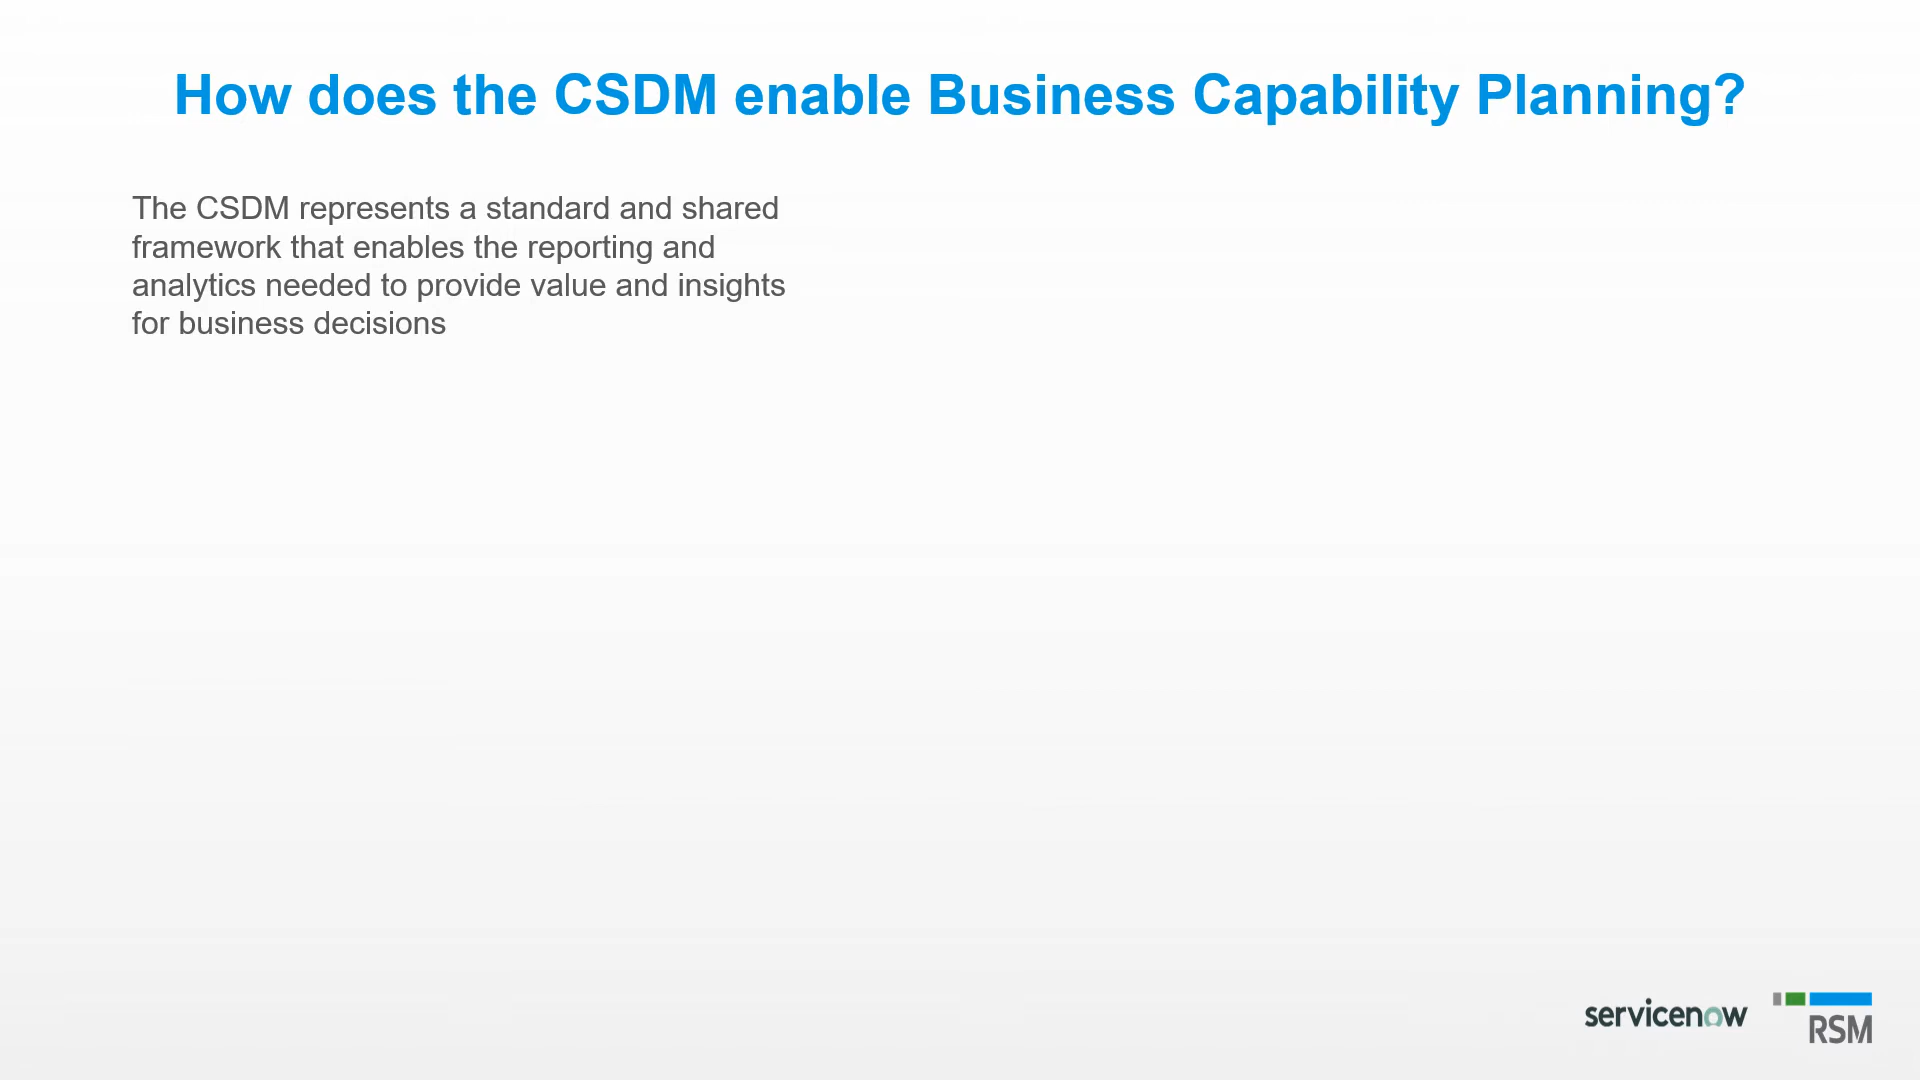 How does the CSDM enable Business Capability Planning?
The CSDM represents a standard and shared
framework that enables the reporting and
analytics needed to provide value and insights
for business decisions
servicenow
RSM